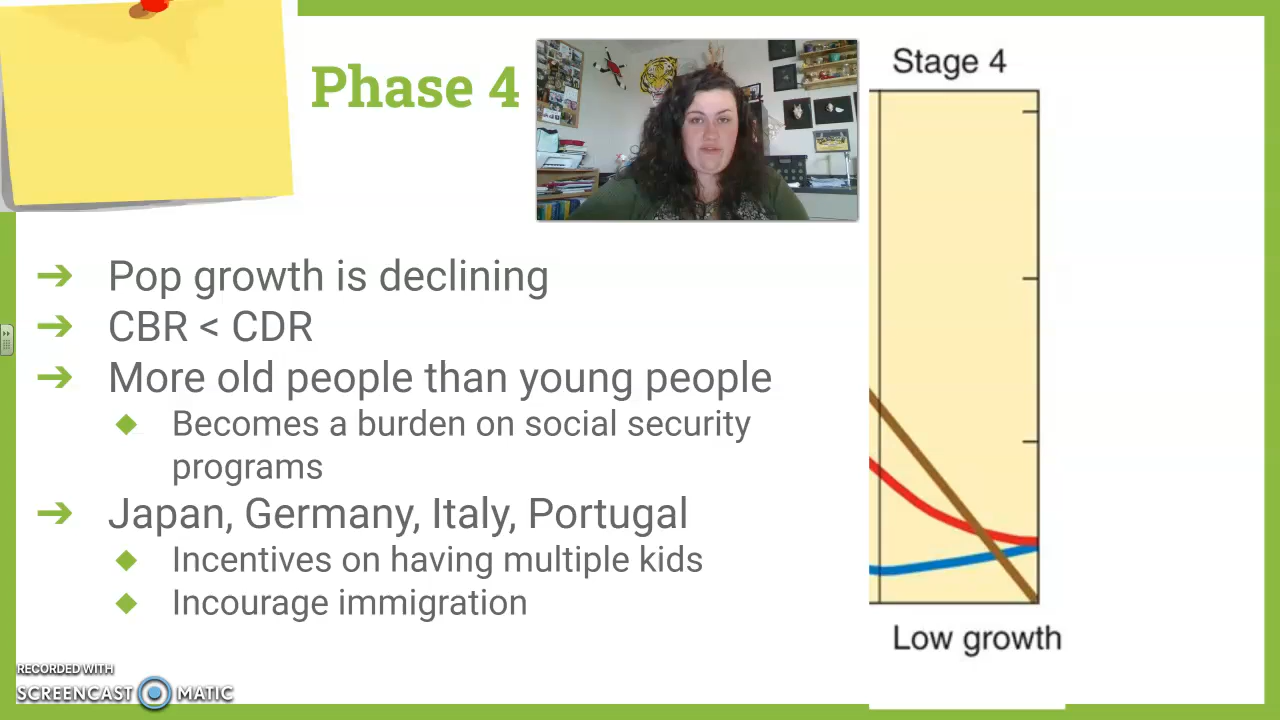 Phase 4
Stage 4
Pop growth is declining
CBR < CDR
More old people than young people
Becomes a burden on social security
programs
Japan, Germany, Italy, Portugal
Incentives on having multiple kids
Incourage immigration
Low growth
RECORDED WITH
SCREENCAST MATIC